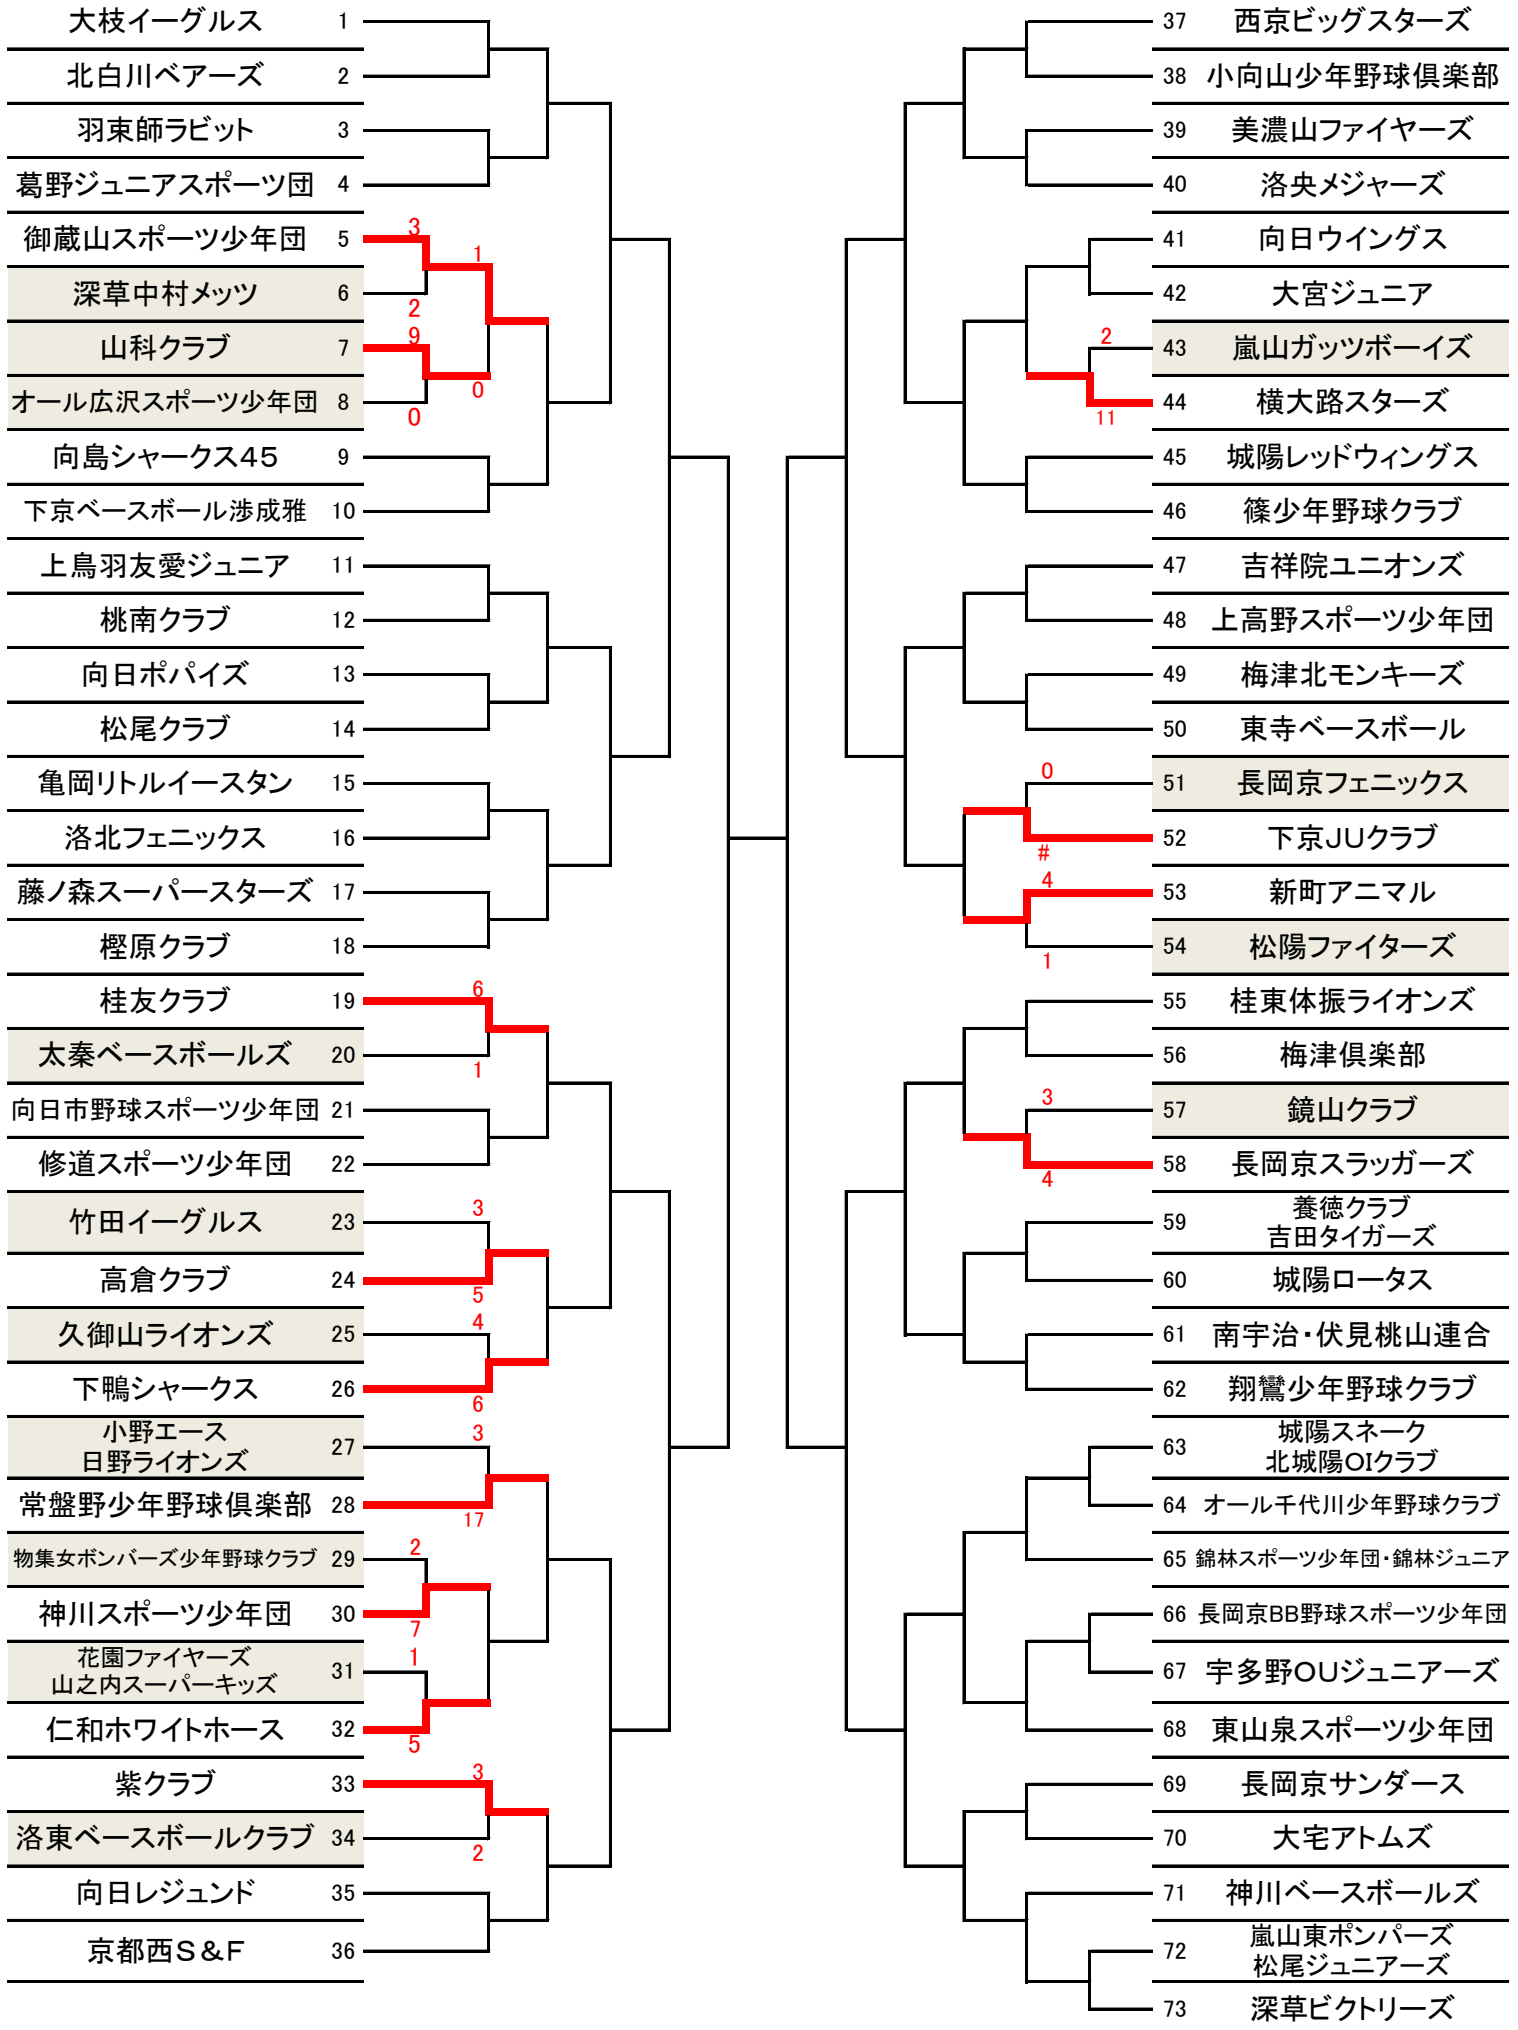 大枝イーグルス 1
北白川ベアーズ 2
羽束師ラビット 3
葛野ジュニアスポーツ団 4
御蔵山スポーツ少年団 5
3
1
深草中村メッツ 6
2
山科クラブ 7
9
0
オール広沢スポーツ少年団 8
0
向島シャークス45 9
下京ベースボール渉成雅 10
上鳥羽友愛ジュニア 11
桃南クラブ 12
向日ポパイズ 13
松尾クラブ 14
亀岡リトルイースタン 15
洛北フェニックス 16
藤ノ森スーパースターズ 17
樫原クラブ 18
桂友クラブ 19
6
太秦ベースボールズ 20
1
向日市野球スポーツ少年団 21
修道スポーツ少年団 22
竹田イーグルス 23
3
高倉クラブ 24
5
久御山ライオンズ 25
4
下鴨シャークス 26
6
小野エース
日野ライオンズ
27
3
常盤野少年野球倶楽部 28
17
物集女ボンバーズ少年野球クラブ 29
2
神川スポーツ少年団 30
7
花園ファイヤーズ
山之内スーパーキッズ
31
1
仁和ホワイトホース 32
5
紫クラブ 33
3
洛東ベースボールクラブ 34
2
向日レジェンド 35
京都西S&F 36
37 西京ビッグスターズ
38 小向山少年野球倶楽部
39 美濃山ファイヤーズ
40 洛央メジャーズ
41 向日ウイングス
42 大宮ジュニア
2
43 嵐山ガッツボーイズ
44 横大路スターズ
11
45 城陽レッドウィングス
46 篠少年野球クラブ
47 吉祥院ユニオンズ
48 上高野スポーツ少年団
49 梅津北モンキーズ
50 東寺ベースボール
0
51 長岡京フェニックス
52 下京JUクラブ
#
4
53 新町アニマル
54 松陽ファイターズ
1
55 桂東体振ライオンズ
56 梅津倶楽部
3
57 鏡山クラブ
58 長岡京スラッガーズ
4
59
養徳クラブ
吉田タイガーズ
60 城陽ロータス
61 南宇治・伏見桃山連合
62 翔鸞少年野球クラブ
63
城陽スネーク
北城陽OIクラブ
64 オール千代川少年野球クラブ
65 錦林スポーツ少年団・錦林ジュニア
66 長岡京BB野球スポーツ少年団
67 宇多野OUジュニアーズ
68 東山泉スポーツ少年団
69 長岡京サンダース
70 大宅アトムズ
71 神川ベースボールズ
72
嵐山東ポンパーズ
松尾ジュニアーズ
73 深草ビクトリーズ